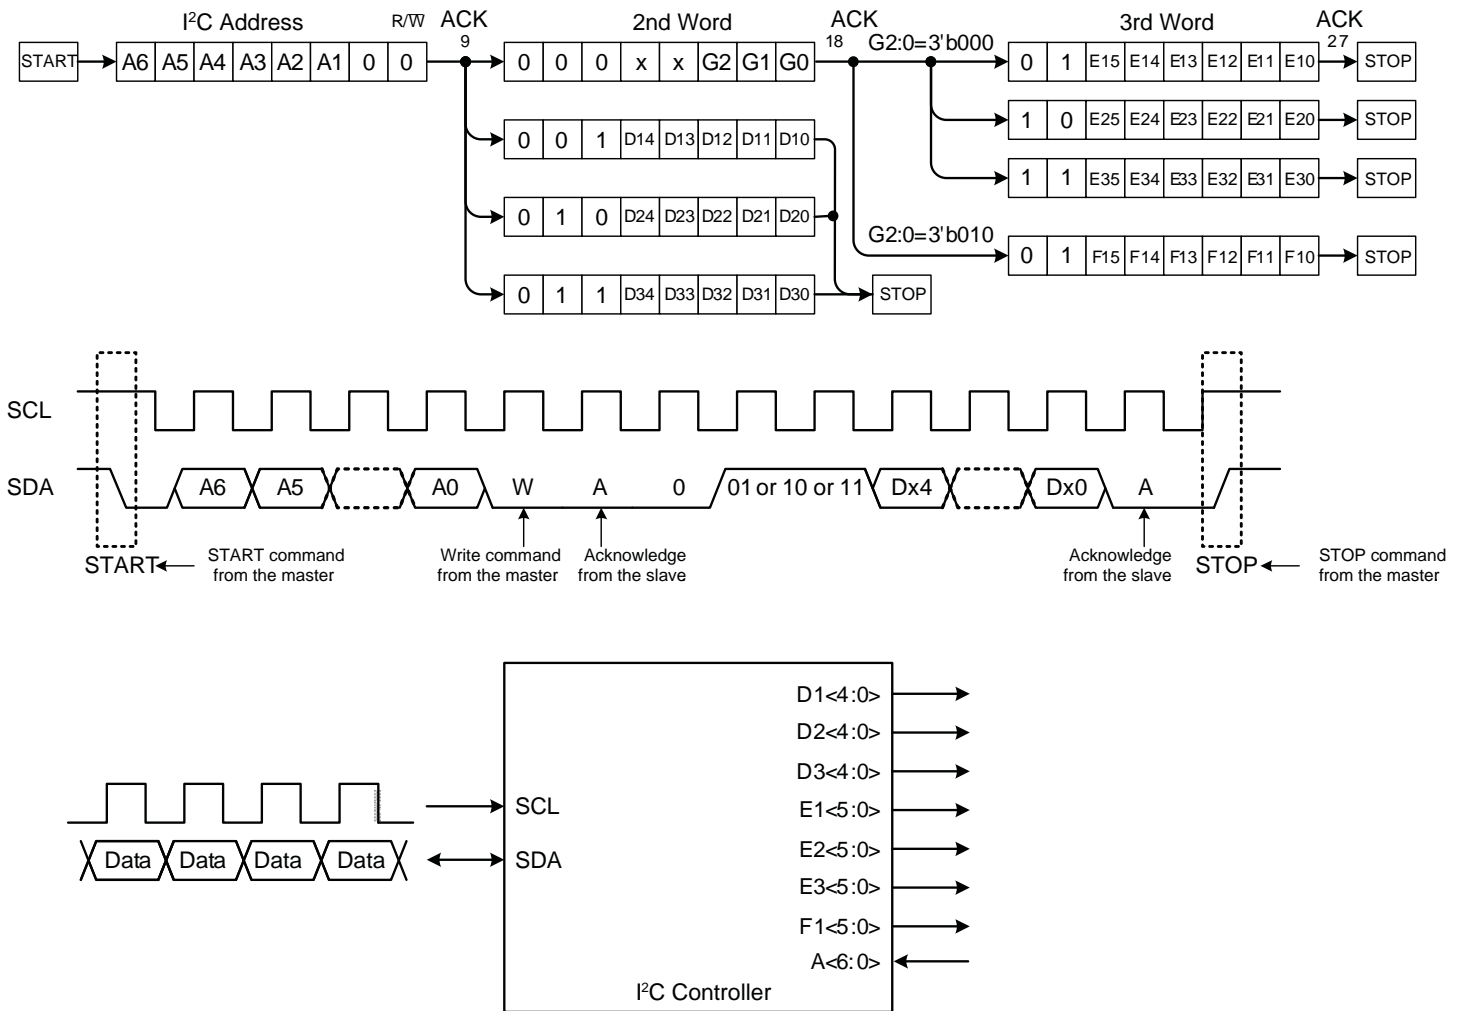 I²C Address R/W̅ ACK 2nd Word ACK 3rd Word ACK
9 18 27
START A6 A5 A4 A3 A2 A1 0 0 0 0 0 x x G2 G1 G0 G2:0=3'b000 0 1 E15 E14 E13 E12 E11 E10 STOP
0 0 1 D14 D13 D12 D11 D10 1 0 E25 E24 E23 E22 E21 E20 STOP
1 1 E35 E34 E33 E32 E31 E30 STOP
0 1 0 D24 D23 D22 D21 D20
G2:0=3'b010 0 1 F15 F14 F13 F12 F11 F10 STOP
0 1 1 D34 D33 D32 D31 D30 STOP
SCL
SDA A6 A5 A0 W A 0 01 or 10 or 11 Dx4 Dx0 A
START START command
from the master
Write command
from the master
Acknowledge
from the slave
Acknowledge
from the slave
STOP STOP command
from the master
D1<4:0>
D2<4:0>
D3<4:0>
SCL E1<5:0>
Data Data Data Data SDA E2<5:0>
E3<5:0>
F1<5:0>
A<6:0>
I²C Controller